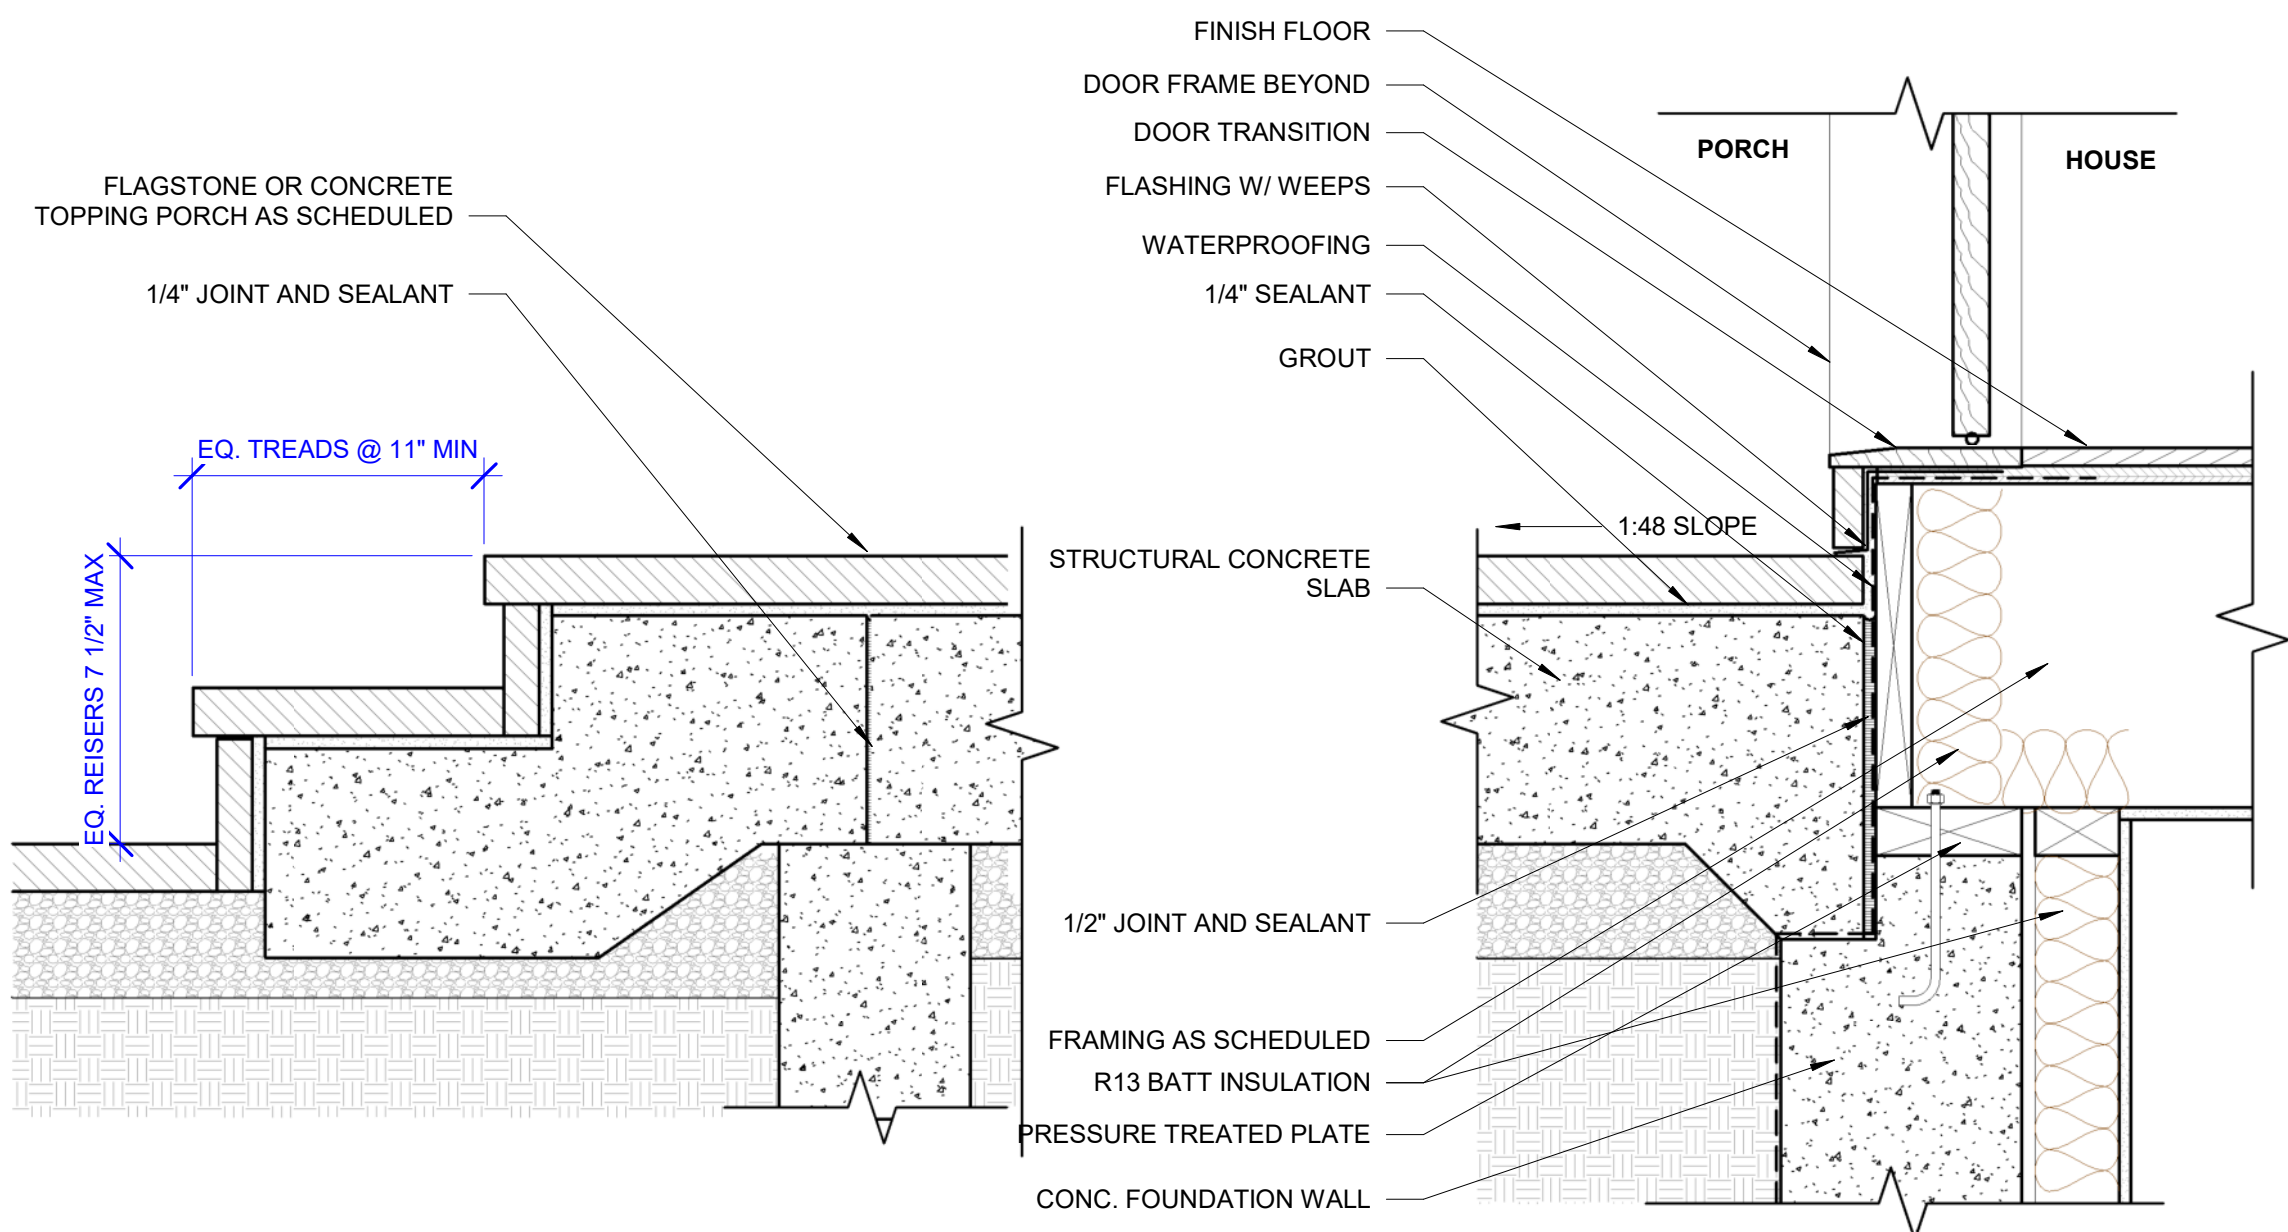 FINISH FLOOR
DOOR FRAME BEYOND
DOOR TRANSITION
PORCH
HOUSE
FLASHING W/ WEEPS
FLAGSTONE OR CONCRETE
TOPPING PORCH AS SCHEDULED
WATERPROOFING
1/4" JOINT AND SEALANT
1/4" SEALANT
GROUT
EQ. TREADS @ 11" MIN
EQ. REISERS 7 1/2" MAX
1:48 SLOPE
STRUCTURAL CONCRETE
SLAB
1/2" JOINT AND SEALANT
FRAMING AS SCHEDULED
R13 BATT INSULATION
PRESSURE TREATED PLATE
CONC. FOUNDATION WALL